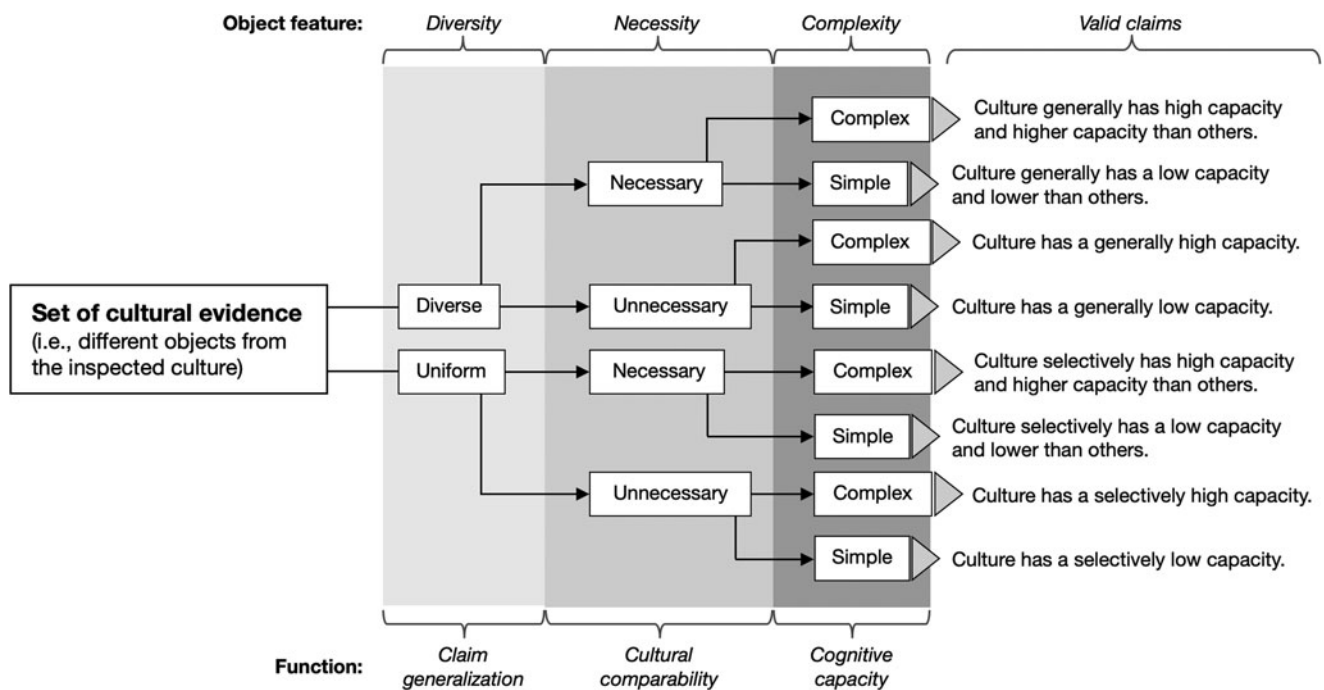 Object feature:
Diversity
Necessity
Complexity
Valid claims
Complex
Culture generally has high capacity
and higher capacity than others.
Necessary
Simple
Culture generally has a low capacity
and lower than others.
Complex
Culture has a generally high capacity.
Set of cultural evidence
(i.e., different objects from
the inspected culture)
Diverse
Unnecessary
Simple
Culture has a generally low capacity.
Uniform
Necessary
Complex
Culture selectively has high capacity
and higher capacity than others.
Simple
Culture selectively has a low capacity
and lower than others.
Unnecessary
Complex
Culture has a selectively high capacity.
Simple
Culture has a selectively low capacity.
Function:
Claim
generalization
Cultural
comparability
Cognitive
capacity